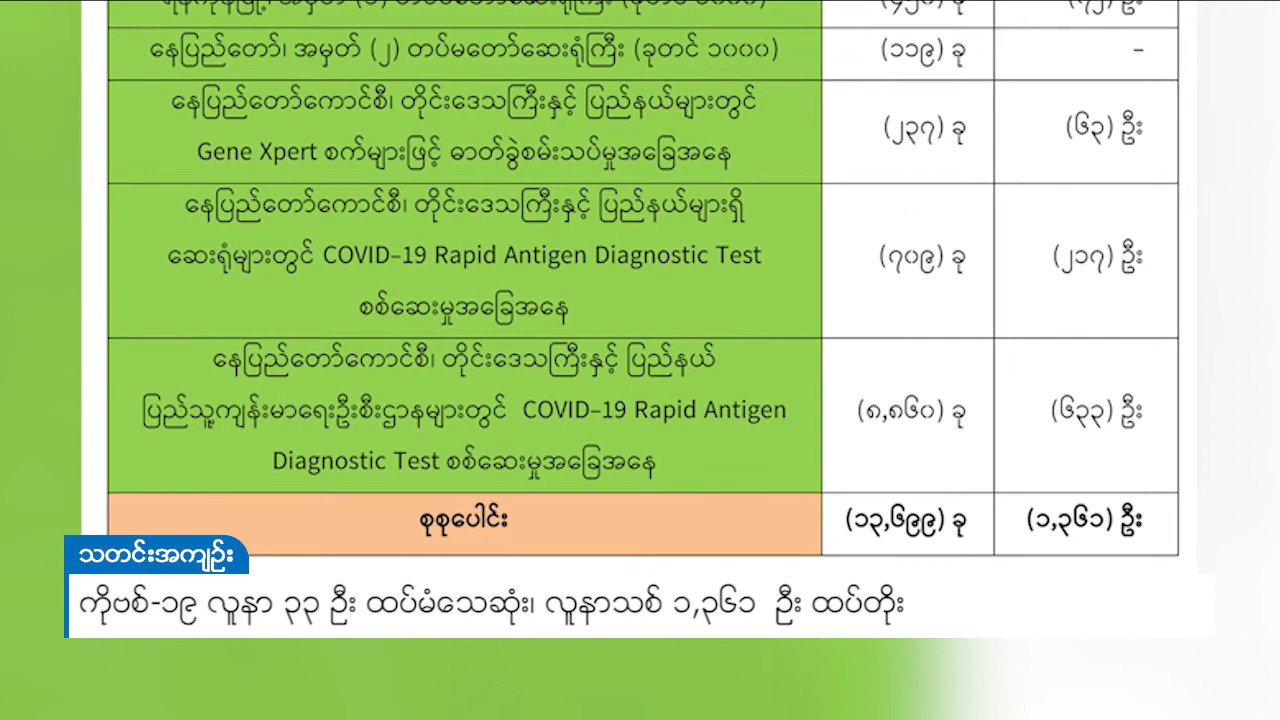 နေပြည်တော်၊ အမှတ် (၂) တပ်မတော်ဆေးရုံကြီး (ခုတင် ၁၀၀၀) (၁၁၉) ခု -
နေပြည်တော်ကောင်စီ၊ တိုင်းဒေသကြီးနှင့် ပြည်နယ်များတွင်
Gene Xpert စက်များဖြင့် ဓာတ်ခွဲစမ်းသပ်မှုအခြေအနေ
(၂၃၇) ခု (၆၃) ဦး
နေပြည်တော်ကောင်စီ၊ တိုင်းဒေသကြီးနှင့် ပြည်နယ်များရှိ
ဆေးရုံများတွင် COVID-19 Rapid Antigen Diagnostic Test
စစ်ဆေးမှုအခြေအနေ
(၇၀၉) ခု (၂၁၇) ဦး
နေပြည်တော်ကောင်စီ၊ တိုင်းဒေသကြီးနှင့် ပြည်နယ်
ပြည်သူ့ကျန်းမာရေးဦးစီးဌာနများတွင် COVID-19 Rapid Antigen
Diagnostic Test စစ်ဆေးမှုအခြေအနေ
(၈,၈၆၀) ခု (၆၃၃) ဦး
စုစုပေါင်း (၁၃,၆၉၉) ခု (၁,၃၆၁) ဦး
သတင်းအကျဉ်း
ကိုဗစ်-၁၉ လူနာ ၃၃ ဦး ထပ်မံသေဆုံး၊ လူနာသစ် ၁,၃၆၁ ဦး ထပ်တိုး